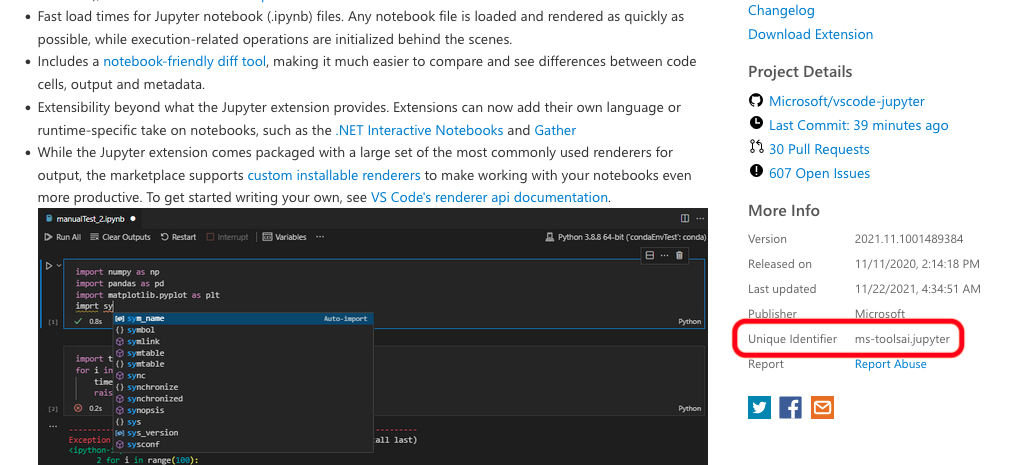 • Fast load times for Jupyter notebook (.ipynb) files. Any notebook file is loaded and rendered as quickly as
possible, while execution-related operations are initialized behind the scenes.
• Includes a notebook-friendly diff tool, making it much easier to compare and see differences between code
cells, output and metadata.
• Extensibility beyond what the Jupyter extension provides. Extensions can now add their own language or
runtime-specific take on notebooks, such as the .NET Interactive Notebooks and Gather
• While the Jupyter extension comes packaged with a large set of the most commonly used renderers for
output, the marketplace supports custom installable renderers to make working with your notebooks even
more productive. To get started writing your own, see VS Code's renderer api documentation.
manualTest_2.ipynb ●
Run All Clear Outputs Restart Interrupt Variables ···
Python 3.8.8 64-bit ('condaEnvTest': conda)
import numpy as np
import pandas as pd
import matplotlib.pyplot as plt
imprt sy
[1] ✓ 0.8s Python
sym_name Auto-import
symbol
symlink
symtable
symtable
sync
synchronize
synchronized
synopsis
sys
sys_version
sysconf
import t
for i in
time
rais
[2] 0.2s Python
Exception all last)
<ipython-
2 for i in range(100):
Changelog
Download Extension
Project Details
Microsoft/vscode-jupyter
Last Commit: 39 minutes ago
30 Pull Requests
607 Open Issues
More Info
Version 2021.11.1001489384
Released on 11/11/2020, 2:14:18 PM
Last updated 11/22/2021, 4:34:51 AM
Publisher Microsoft
Unique Identifier ms-toolsai.jupyter
Report Report Abuse